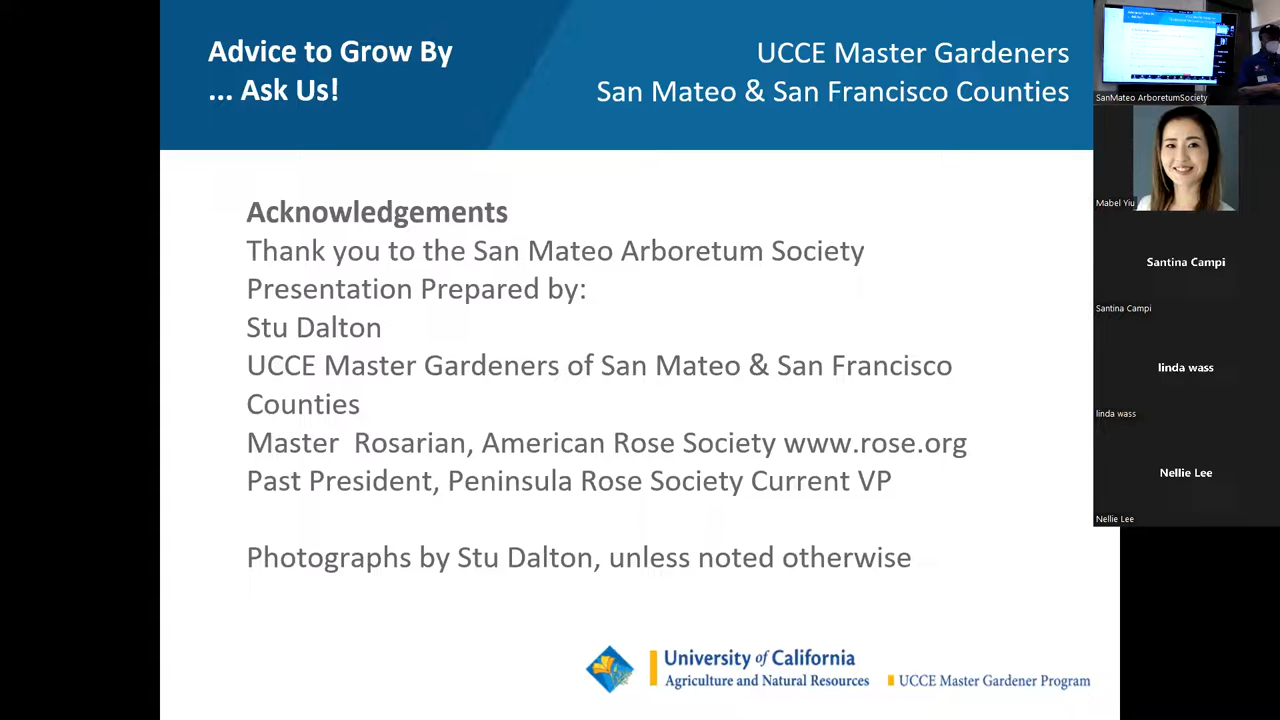 Advice to Grow By
... Ask Us!
UCCE Master Gardeners
San Mateo & San Francisco Counties
Acknowledgements
Thank you to the San Mateo Arboretum Society
Presentation Prepared by:
Stu Dalton
UCCE Master Gardeners of San Mateo & San Francisco
Counties
Master Rosarian, American Rose Society www.rose.org
Past President, Peninsula Rose Society Current VP
Photographs by Stu Dalton, unless noted otherwise
University of California
Agriculture and Natural Resources
UCCE Master Gardener Program
SanMateo ArboretumSociety
Mabel Yiu
Santina Campi
Santina Campi
linda wass
linda wass
Nellie Lee
Nellie Lee